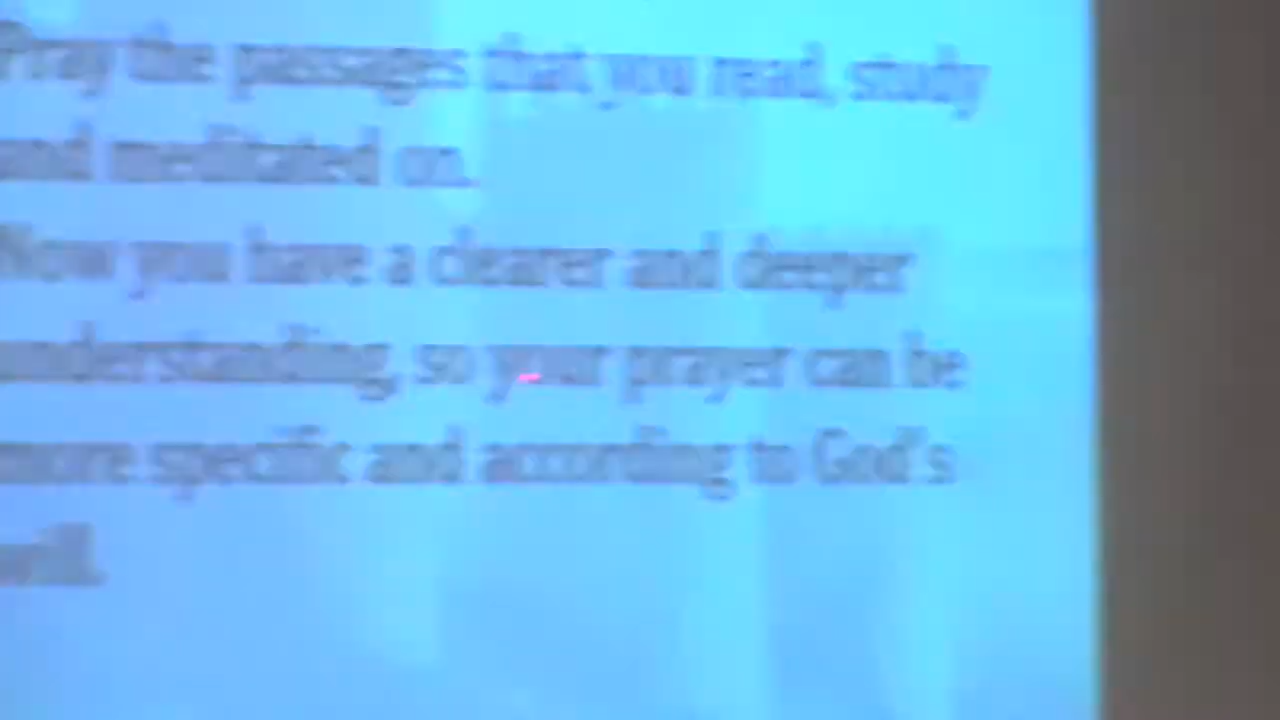 Pray the passages that you read, study
and meditated on.
Now you have a clearer and deeper
understanding, so your prayer can be
more specific and according to God's
will.